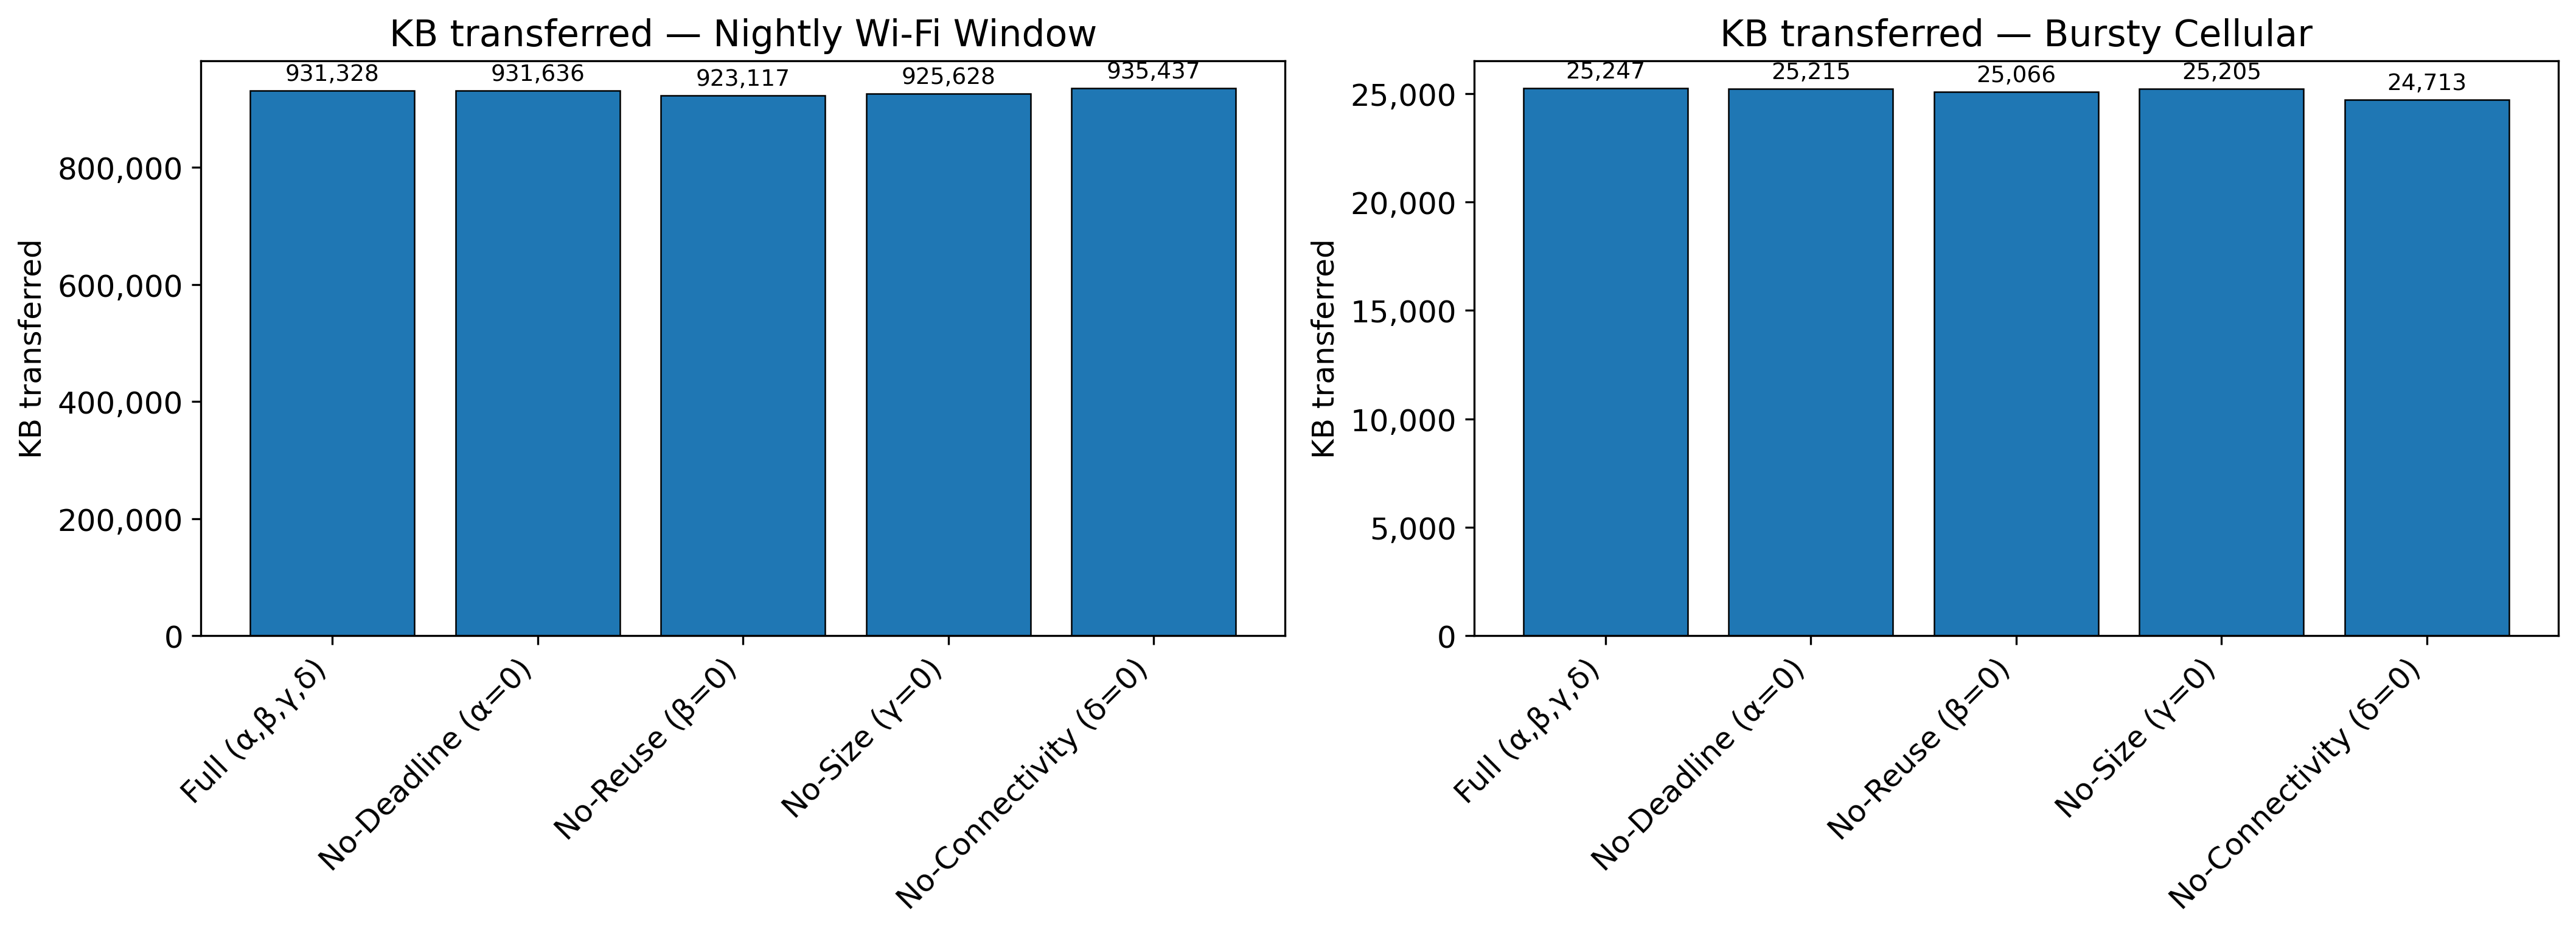 KB transferred — Nightly Wi-Fi Window
KB transferred
800,000
600,000
400,000
200,000
0
931,328
931,636
923,117
925,628
935,437
Full (α,β,γ,δ)
No-Deadline (α=0)
No-Reuse (β=0)
No-Size (γ=0)
No-Connectivity (δ=0)
KB transferred — Bursty Cellular
KB transferred
25,000
20,000
15,000
10,000
5,000
0
25,247
25,215
25,066
25,205
24,713
Full (α,β,γ,δ)
No-Deadline (α=0)
No-Reuse (β=0)
No-Size (γ=0)
No-Connectivity (δ=0)